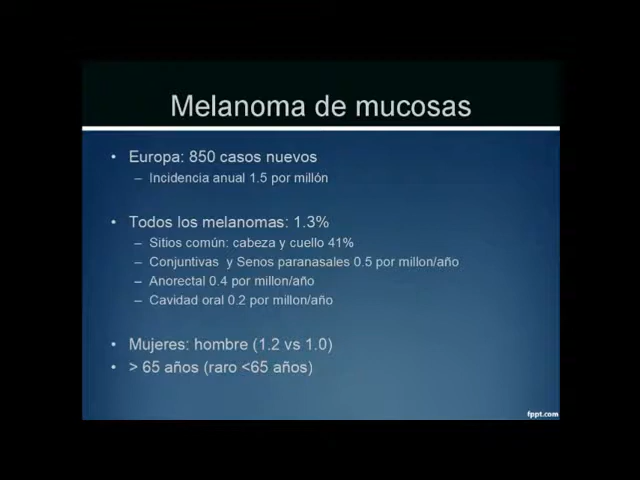 Melanoma de mucosas
• Europa: 850 casos nuevos
– Incidencia anual 1.5 por millón
• Todos los melanomas: 1.3%
– Sitios común: cabeza y cuello 41%
– Conjuntivas y Senos paranasales 0.5 por millon/año
– Anorectal 0.4 por millon/año
– Cavidad oral 0.2 por millon/año
• Mujeres: hombre (1.2 vs 1.0)
• > 65 años (raro <65 años)
fppt.com